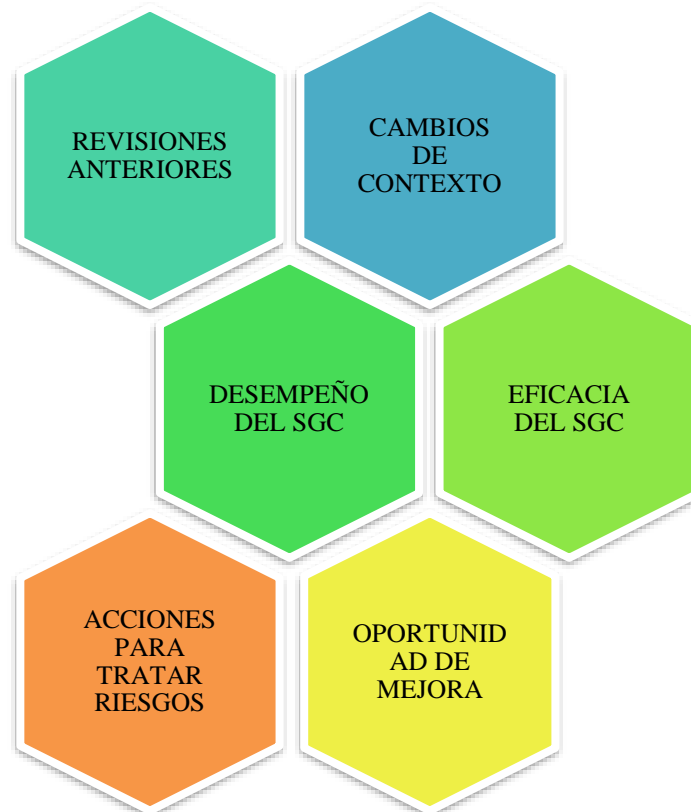 REVISIONES
ANTERIORES
CAMBIOS
DE
CONTEXTO
DESEMPEÑO
DEL SGC
EFICACIA
DEL SGC
ACCIONES
PARA
TRATAR
RIESGOS
OPORTUNID
AD DE
MEJORA